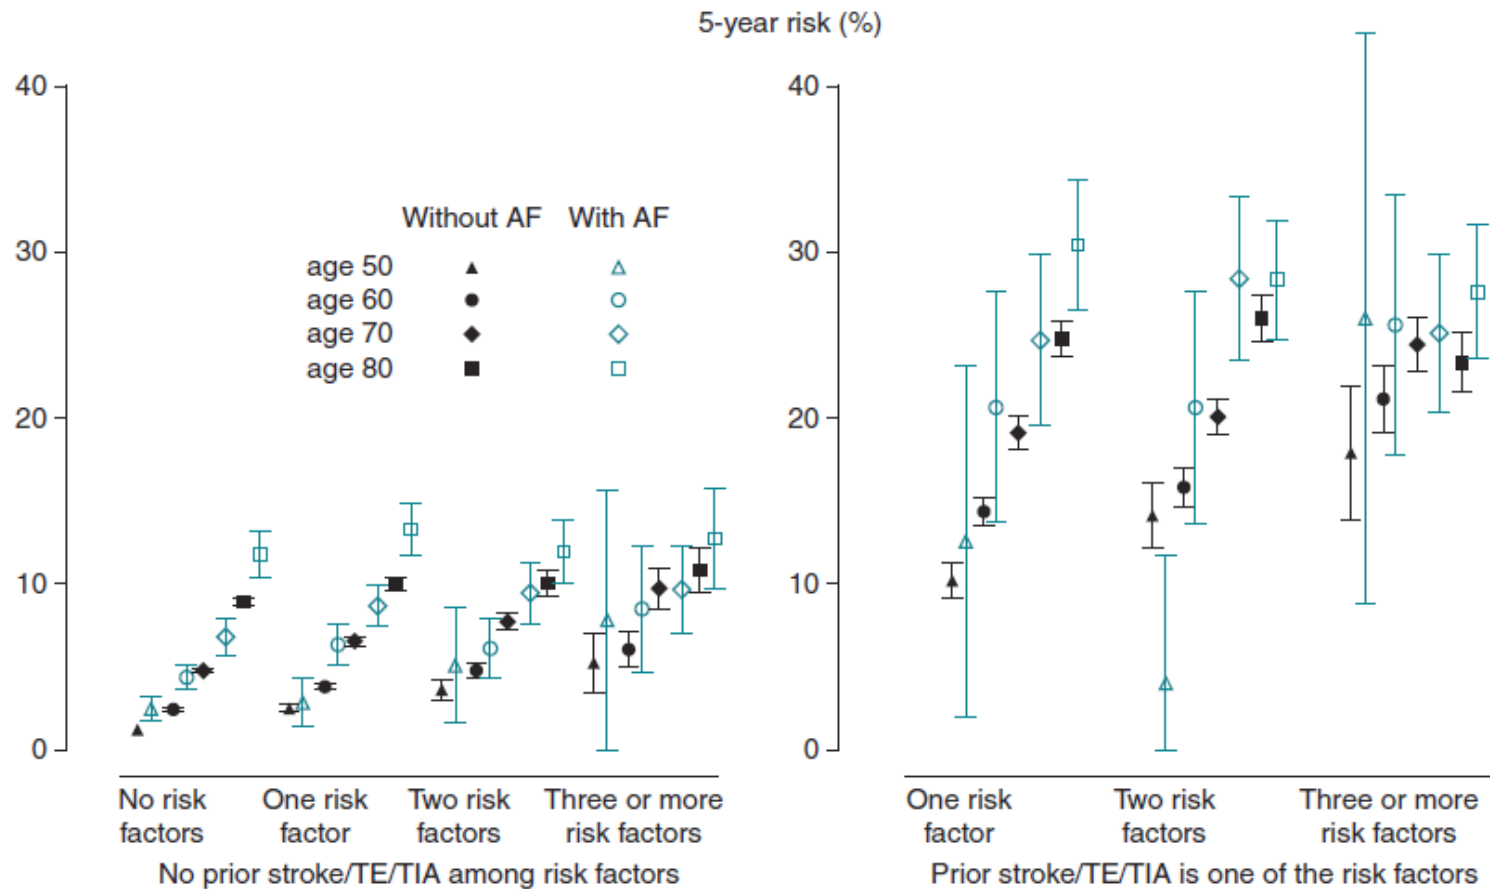 5-year risk (%)
40
30
20
10
0
Without AF With AF
age 50
age 60
age 70
age 80
No risk factors
One risk factor
Two risk factors
Three or more risk factors
No prior stroke/TE/TIA among risk factors
40
30
20
10
0
One risk factor
Two risk factors
Three or more risk factors
Prior stroke/TE/TIA is one of the risk factors